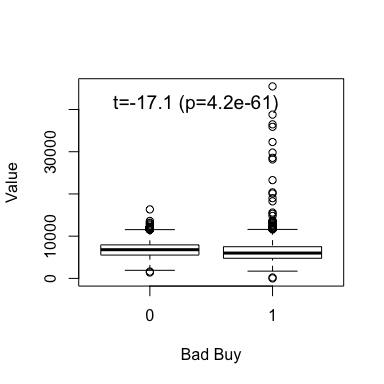 t=-17.1 (p=4.2e-61)
30000
10000
0
Value
0 1
Bad Buy